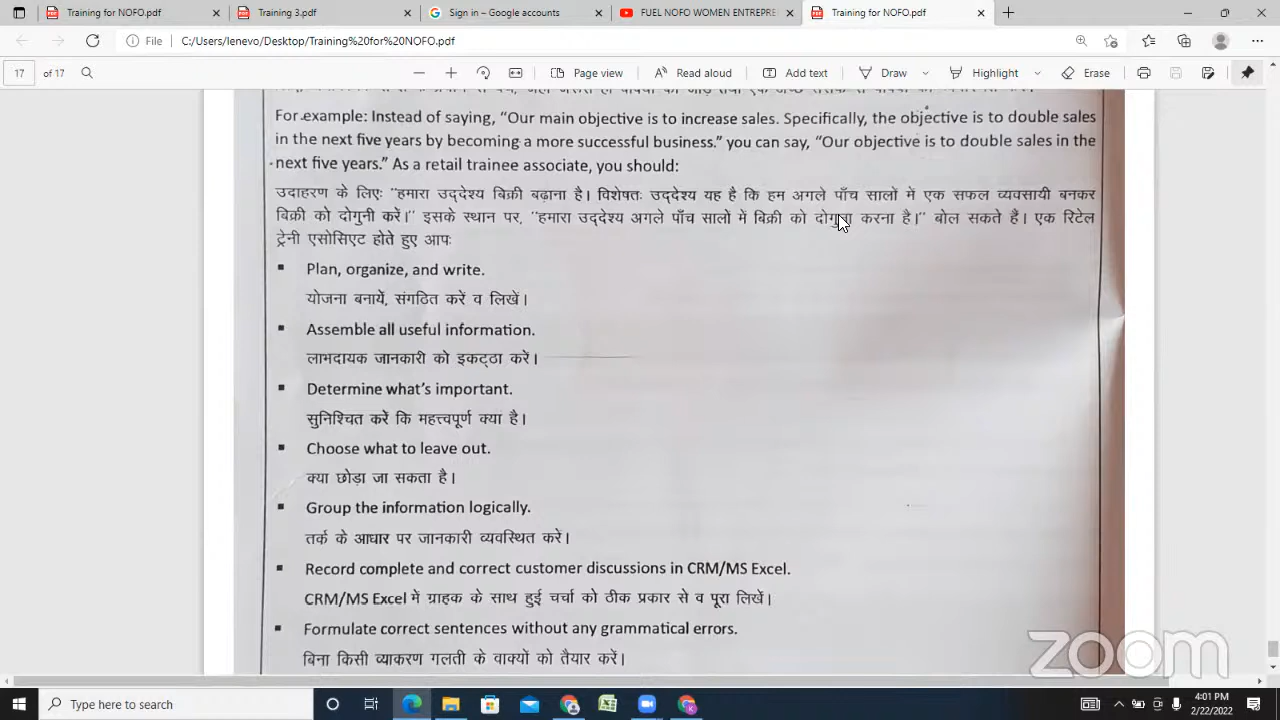 Training for NOFO.pdf
Training 3.pdf
Sign in – Google accounts
FUEL NOFO WOMEN ENTREPRE
Training for NOFO.pdf
File
C:/Users/lenevo/Desktop/Training%20for%20NOFO.pdf
17 of 17
Page view
Read aloud
Add text
Draw
Highlight
Erase
For example: Instead of saying, “Our main objective is to increase sales. Specifically, the objective is to double sales
in the next five years by becoming a more successful business.” you can say, “Our objective is to double sales in the
next five years.” As a retail trainee associate, you should:
उदाहरण के लिएः “हमारा उद्देश्य बिक्री बढ़ाना है। विशेषतः उद्देश्य यह है कि हम अगले पाँच सालों में एक सफल व्यवसायी बनकर
बिक्री को दोगुनी करें।” इसके स्थान पर, “हमारा उद्देश्य अगले पाँच सालों में बिक्री को करना है।” बोल सकते हैं। एक रिटेल
ट्रेनी एसोसिएट होते हुए आपः
▪ Plan, organize, and write.
योजना बनायें, संगठित करें व लिखें।
▪ Assemble all useful information.
लाभदायक जानकारी को इकट्ठा करें।
▪ Determine what’s important.
सुनिश्चित करें कि महत्त्वपूर्ण क्या है।
▪ Choose what to leave out.
क्या छोड़ा जा सकता है।
▪ Group the information logically.
तर्क के आधार पर जानकारी व्यवस्थित करें।
▪ Record complete and correct customer discussions in CRM/MS Excel.
CRM/MS Excel में ग्राहक के साथ हुई चर्चा को ठीक प्रकार से व पूरा लिखें।
▪ Formulate correct sentences without any grammatical errors.
बिना किसी व्याकरण गलती के वाक्यों को तैयार करें।
zoom
Type here to search
4:01 PM
2/22/2022